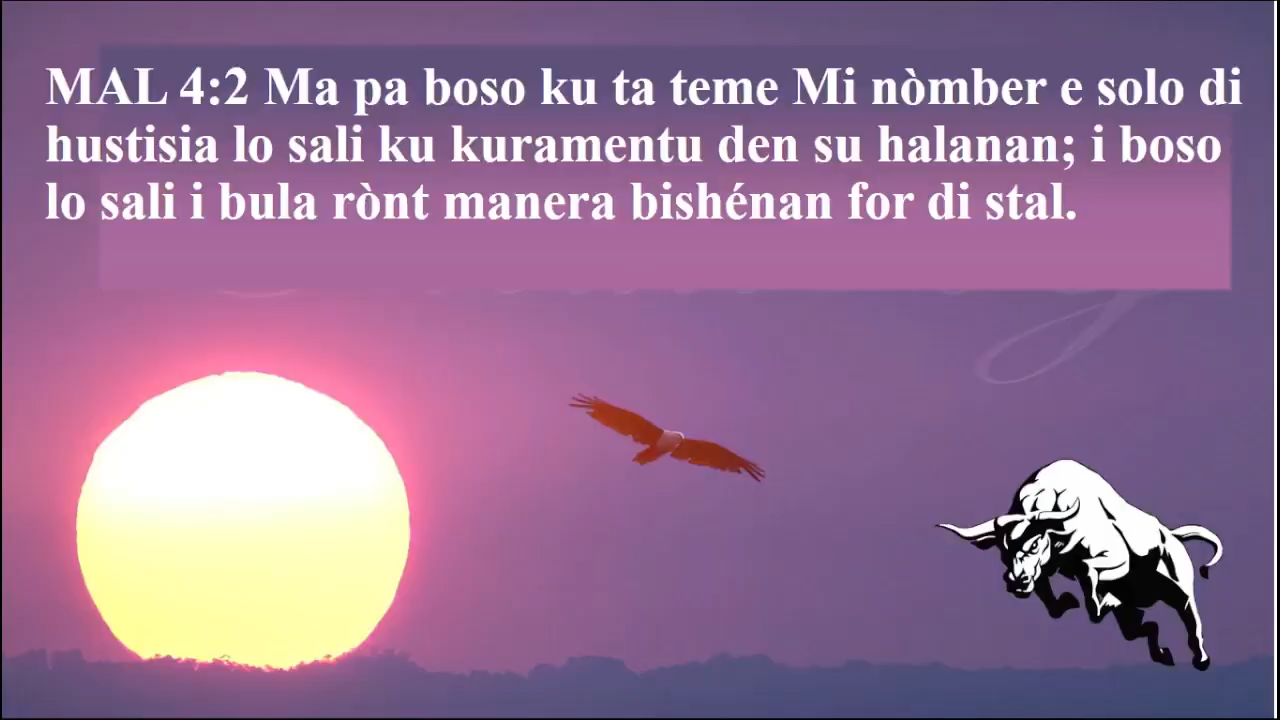 MAL 4:2 Ma pa boso ku ta teme Mi nòmber e solo di
hustisia lo sali ku kuramentu den su halanan; i boso
lo sali i bula rònt manera bishénan for di stal.